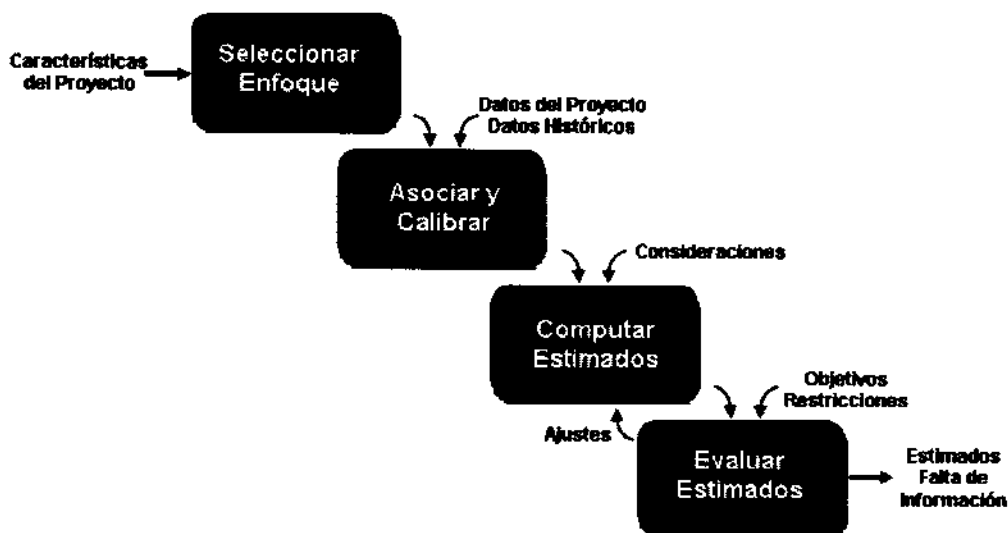 Características
del Proyecto
Seleccionar
Enfoque
Datos del Proyecto
Datos Históricos
Asociar y
Calibrar
Consideraciones
Computar
Estimados
Objetivos
Restricciones
Ajustes
Evaluar
Estimados
Estimados
Falta de
Información